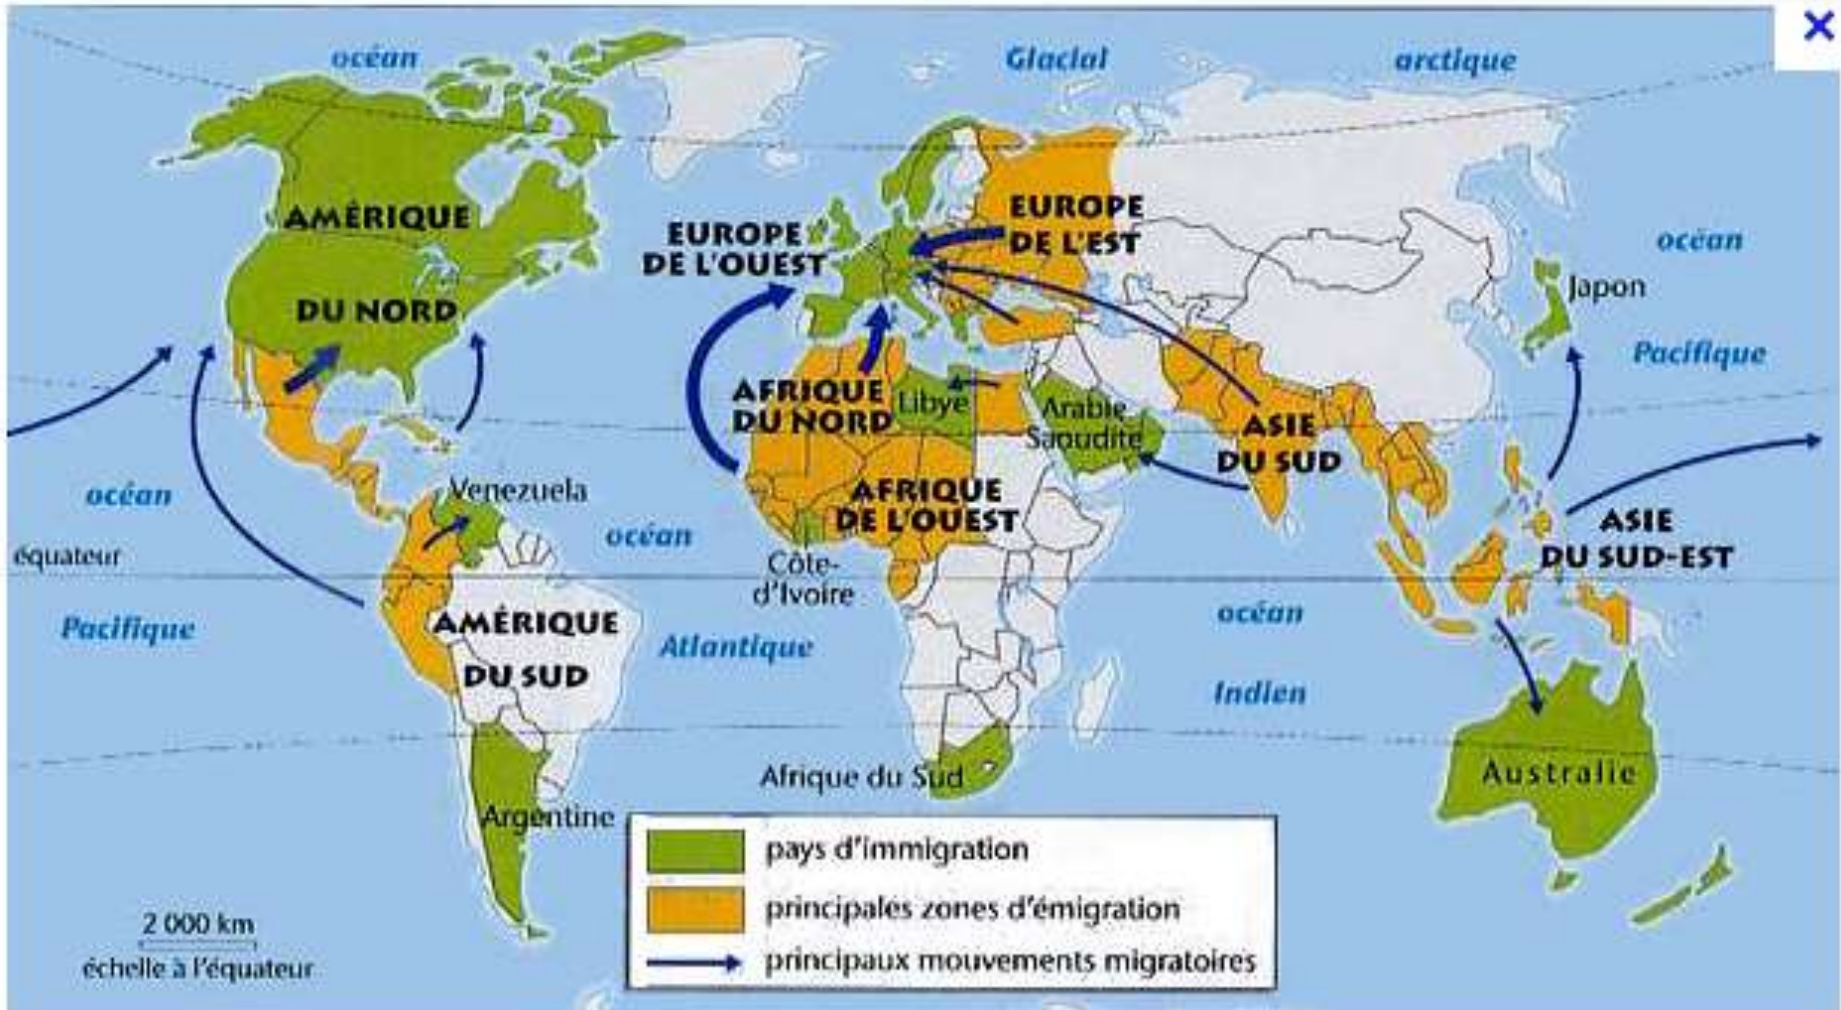 océan
Glacial
arctique
AMÉRIQUE
DU NORD
EUROPE
DE L'OUEST
EUROPE
DE L'EST
océan
Pacifique
Japon
AFRIQUE
DU NORD
Libye
Arabie
Saoudite
ASIE
DU SUD
océan
équateur
Pacifique
Venezuela
océan
Atlantique
AFRIQUE
DE L'OUEST
Côte-
d'Ivoire
ASIE
DU SUD-EST
AMÉRIQUE
DU SUD
océan
Indien
Afrique du Sud
Argentine
Australie
pays d'immigration
principales zones d'émigration
principaux mouvements migratoires
2 000 km
échelle à l'équateur